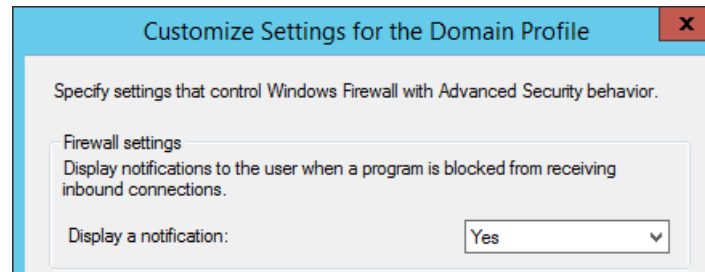 Customize Settings for the Domain Profile
x
Specify settings that control Windows Firewall with Advanced Security behavior.
Firewall settings
Display notifications to the user when a program is blocked from receiving
inbound connections.
Display a notification: Yes